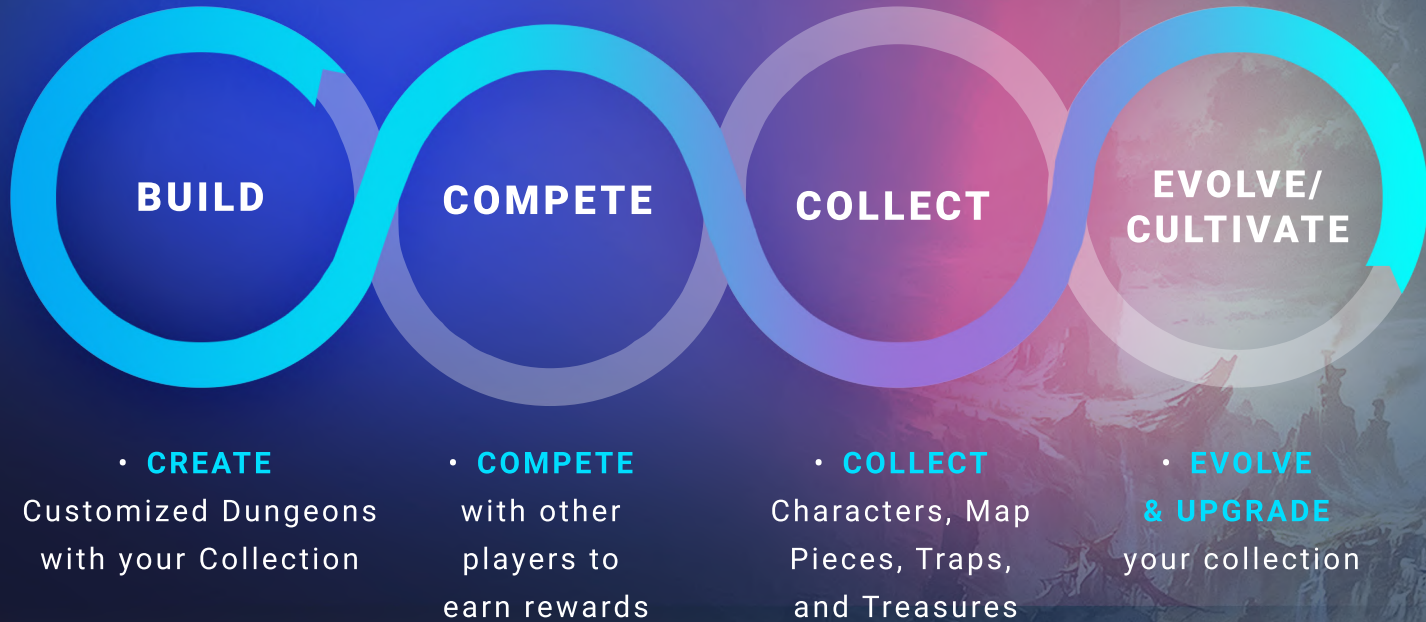 BUILD
COMPETE
COLLECT
EVOLVE/
CULTIVATE
• CREATE
Customized Dungeons
with your Collection
• COMPETE
with other
players to
earn rewards
• COLLECT
Characters, Map
Pieces, Traps,
and Treasures
• EVOLVE
& UPGRADE
your collection